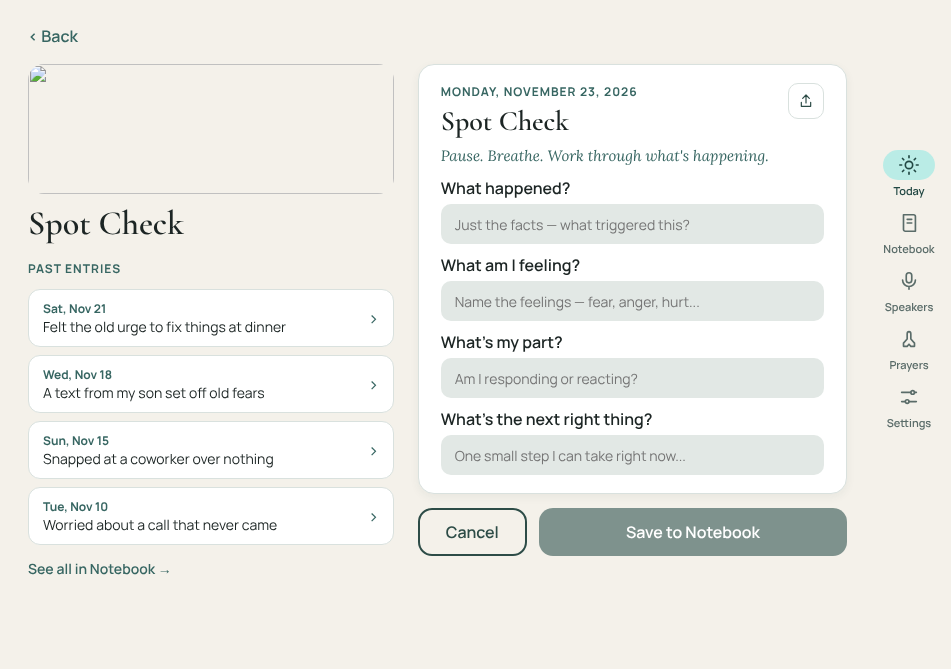 ‹ Back
Spot Check
PAST ENTRIES
Sat, Nov 21
Felt the old urge to fix things at dinner
Wed, Nov 18
A text from my son set off old fears
Sun, Nov 15
Snapped at a coworker over nothing
Tue, Nov 10
Worried about a call that never came
See all in Notebook →
MONDAY, NOVEMBER 23, 2026
Spot Check
Pause. Breathe. Work through what's happening.
What happened?
Just the facts — what triggered this?
What am I feeling?
Name the feelings — fear, anger, hurt...
What's my part?
Am I responding or reacting?
What's the next right thing?
One small step I can take right now...
Cancel
Save to Notebook
Today
Notebook
Speakers
Prayers
Settings